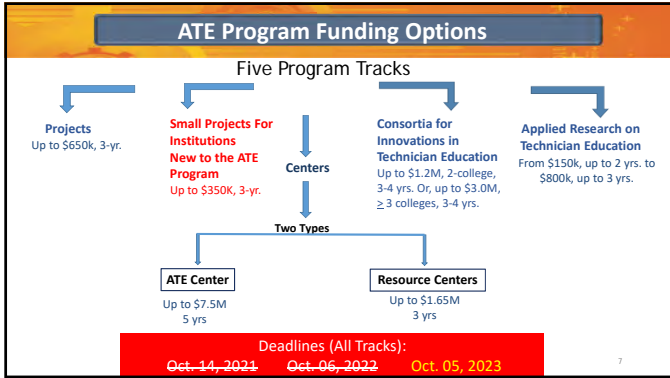 ATE Program Funding Options
Five Program Tracks
Projects
Up to $650k, 3-yr.
Small Projects For
Institutions
New to the ATE
Program
Up to $350K, 3-yr.
Centers
Consortia for
Innovations in
Technician Education
Up to $1.2M, 2-college,
3-4 yrs. Or, up to $3.0M,
≥ 3 colleges, 3-4 yrs.
Applied Research on
Technician Education
From $150k, up to 2 yrs. to
$800k, up to 3 yrs.
Two Types
ATE Center
Up to $7.5M
5 yrs
Resource Centers
Up to $1.65M
3 yrs
Deadlines (All Tracks):
Oct. 14, 2021 Oct. 06, 2022 Oct. 05, 2023
7